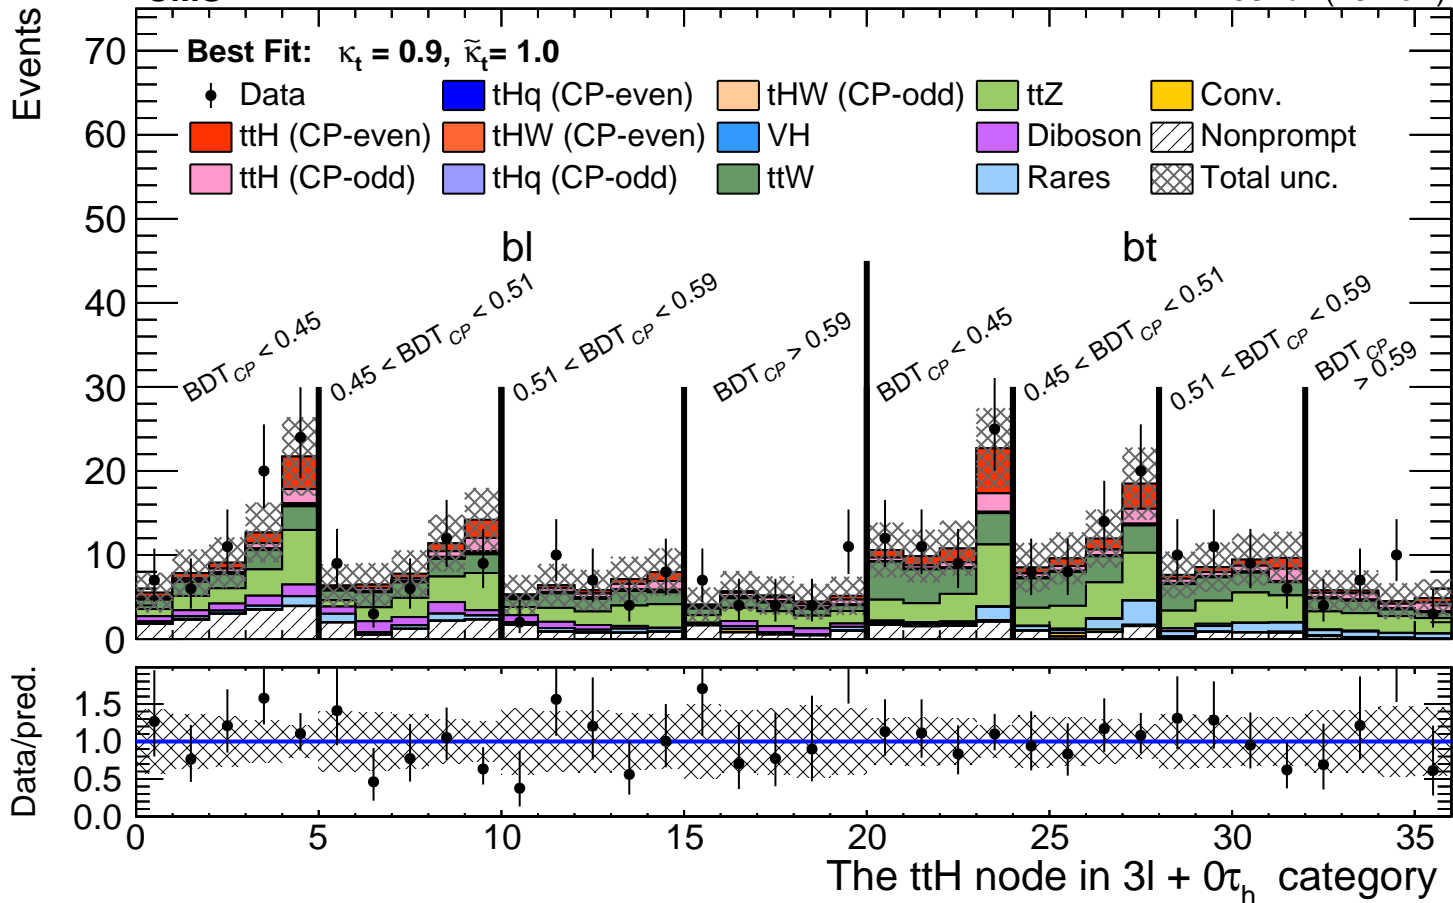 Events
70
60
50
40
30
20
10
0
Best Fit: κt = 0.9, κ̃t= 1.0
Data
tHq (CP-even)
tHW (CP-odd)
ttZ
Conv.
ttH (CP-even)
tHW (CP-even)
VH
Diboson
Nonprompt
ttH (CP-odd)
tHq (CP-odd)
ttW
Rares
Total unc.
bl
bt
BDT CP < 0.45
0.45 < BDT CP < 0.51
0.51 < BDT CP < 0.59
BDT CP > 0.59
BDT CP < 0.45
0.45 < BDT CP < 0.51
0.51 < BDT CP < 0.59
BDT CP
> 0.59
Data/pred.
1.5
1.0
0.5
0.0
0 5 10 15 20 25 30 35
The ttH node in 3l + 0τh category